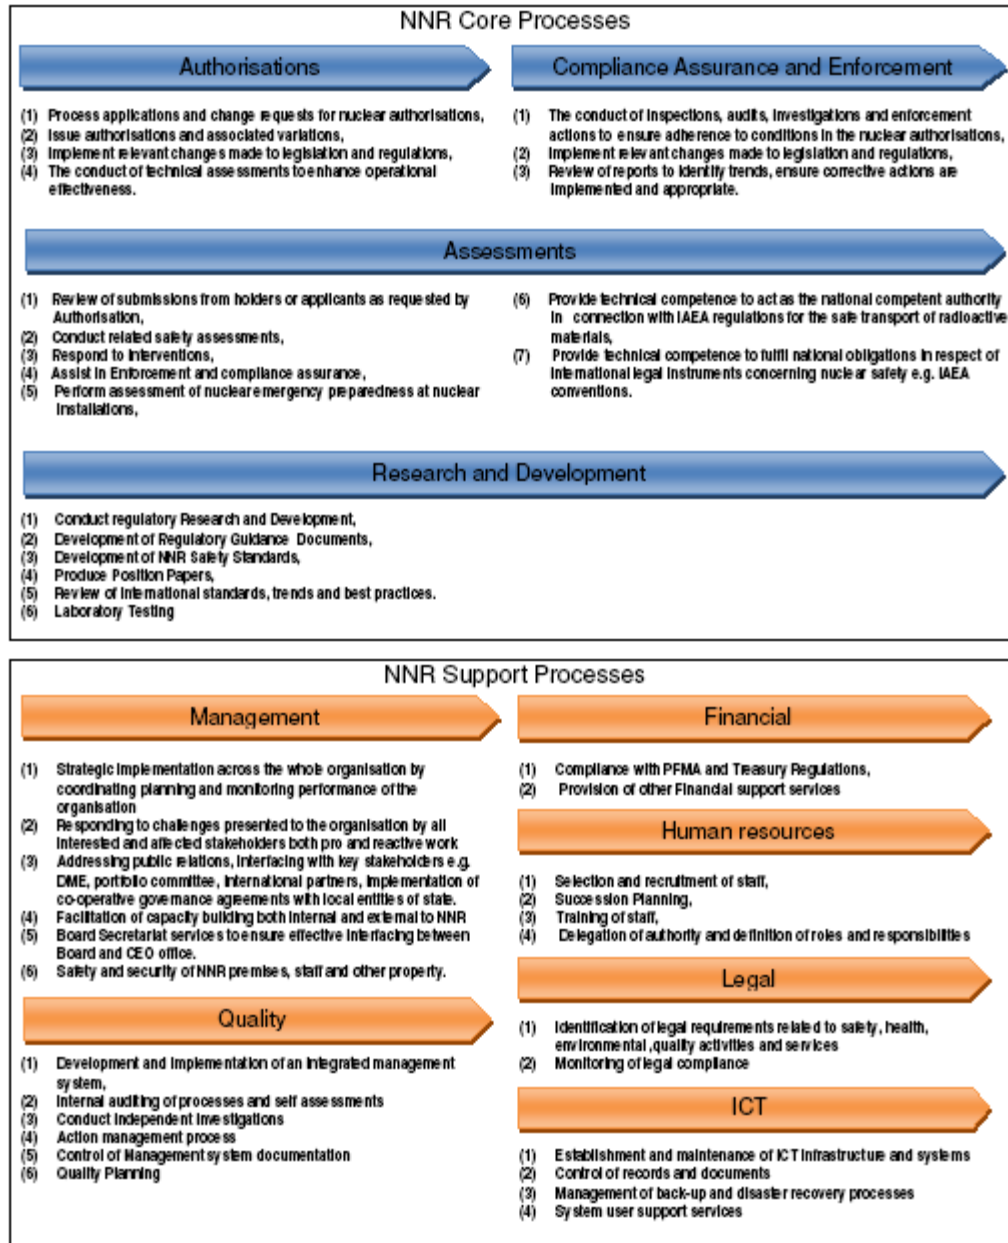 NNR Core Processes
Authorisations
(1) Process applications and change requests for nuclear authorisations,
(2) Issue authorisations and associated variations,
(3) Implement relevant changes made to legislation and regulations,
(4) The conduct of technical assessments to enhance operational
effectiveness.
Compliance Assurance and Enforcement
(1) The conduct of inspections, audits, investigations and enforcement
actions to ensure adherence to conditions in the nuclear authorisations,
(2) Implement relevant changes made to legislation and regulations,
(3) Review of reports to identify trends, ensure corrective actions are
implemented and appropriate.
Assessments
(1) Review of submissions from holders or applicants as requested by
Authorisation,
(2) Conduct related safety assessments,
(3) Respond to interventions,
(4) Assist in Enforcement and compliance assurance,
(5) Perform assessment of nuclear emergency preparedness at nuclear
installations,
(6) Provide technical competence to act as the national competent authority
in connection with IAEA regulations for the safe transport of radioactive
materials,
(7) Provide technical competence to fulfil national obligations in respect of
international legal instruments concerning nuclear safety e.g. IAEA
conventions.
Research and Development
(1) Conduct regulatory Research and Development,
(2) Development of Regulatory Guidance Documents,
(3) Development of NNR Safety Standards,
(4) Produce Position Papers,
(5) Review of international standards, trends and best practices.
(6) Laboratory Testing
NNR Support Processes
Management
(1) Strategic implementation across the whole organisation by
coordinating planning and monitoring performance of the
organisation
(2) Responding to challenges presented to the organisation by all
interested and affected stakeholders both pro and reactive work
(3) Addressing public relations, interfacing with key stakeholders e.g.
DME, portfolio committee, international partners, implementation of
co-operative governance agreements with local entities of state.
(4) Facilitation of capacity building both internal and external to NNR
(5) Board Secretariat services to ensure effective interfacing between
Board and CEO office.
(6) Safety and security of NNR premises, staff and other property.
Quality
(1) Development and implementation of an integrated management
system,
(2) Internal auditing of processes and self assessments
(3) Conduct independent investigations
(4) Action management process
(5) Control of Management system documentation
(6) Quality Planning
Financial
(1) Compliance with PFMA and Treasury Regulations,
(2) Provision of other Financial support services
Human resources
(1) Selection and recruitment of staff,
(2) Succession Planning,
(3) Training of staff,
(4) Delegation of authority and definition of roles and responsibilities
Legal
(1) Identification of legal requirements related to safety, health,
environmental ,quality activities and services
(2) Monitoring of legal compliance
ICT
(1) Establishment and maintenance of ICT infrastructure and systems
(2) Control of records and documents
(3) Management of back-up and disaster recovery processes
(4) System user support services